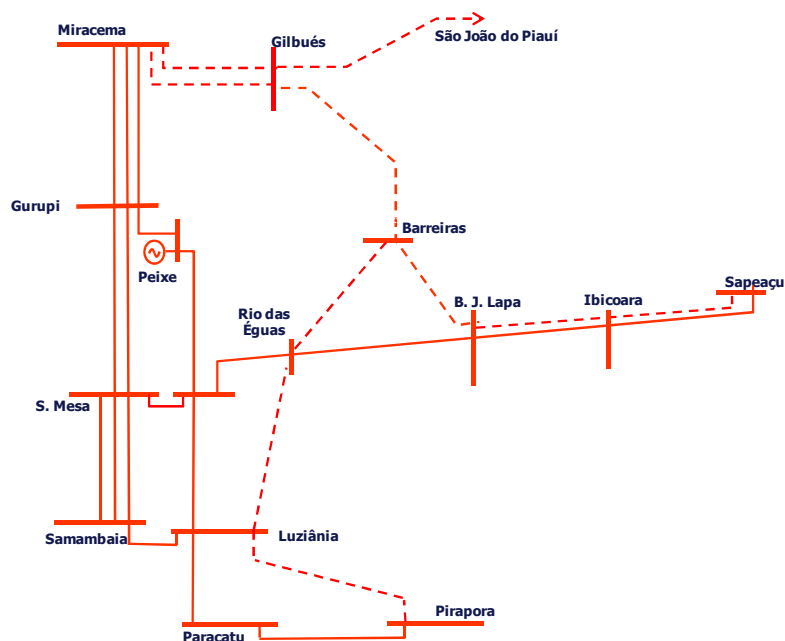 Miracema
Gilbués
São João do Piauí
Gurupi
Barreiras
Peixe
Sapeaçu
B. J. Lapa
Ibicoara
Rio das
Éguas
S. Mesa
Samambaia
Luziânia
Pirapora
Paracatu